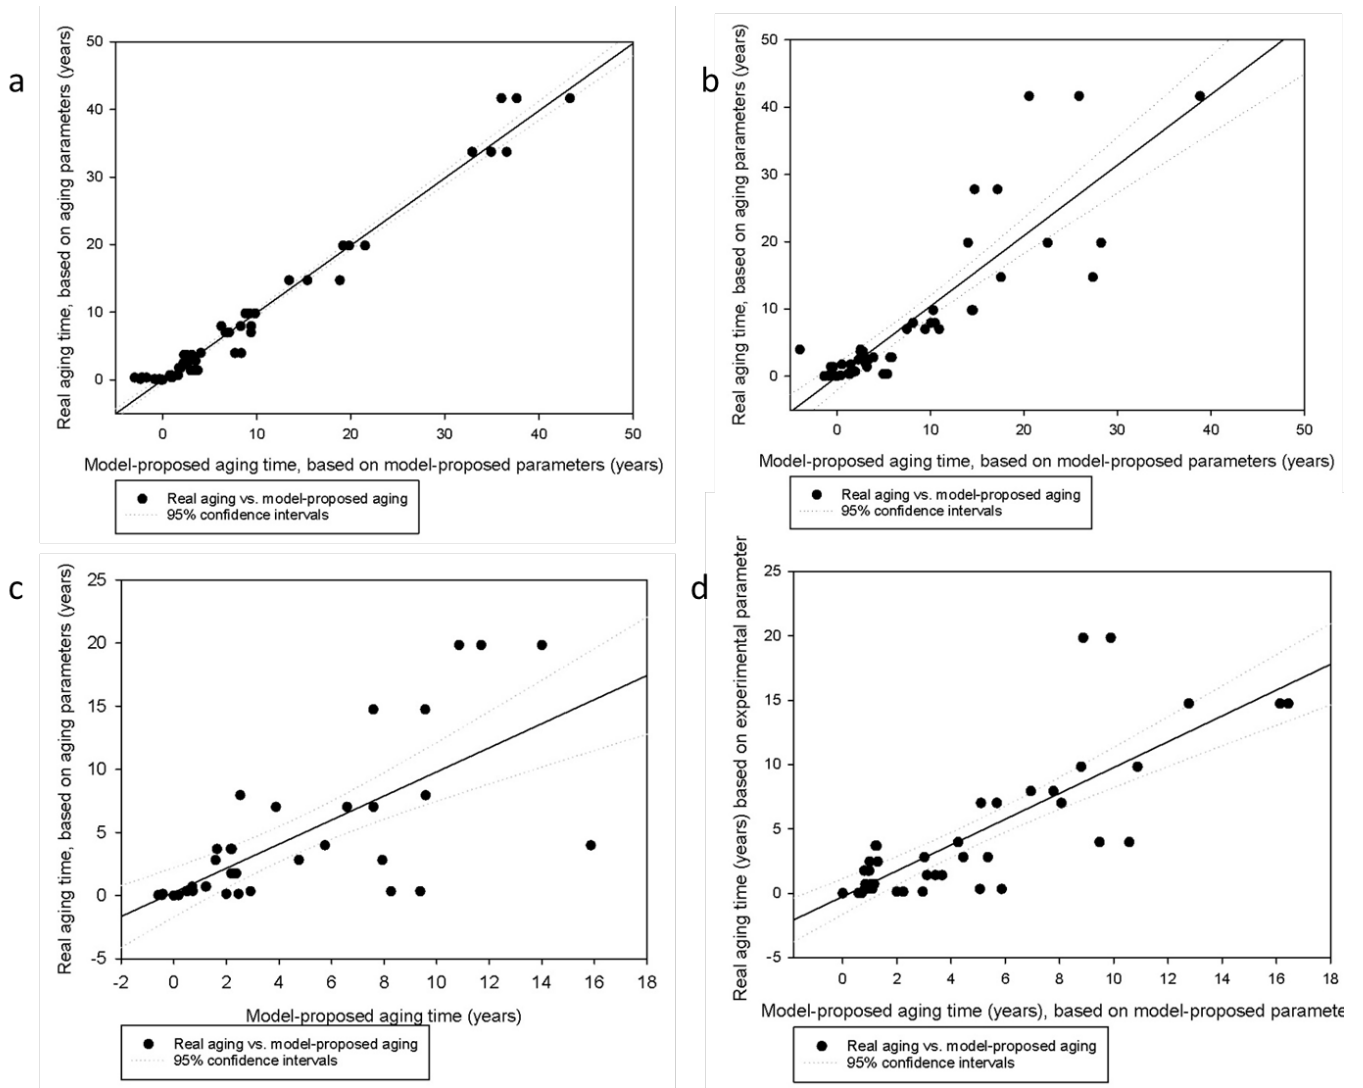 a
Real aging time, based on aging parameters (years)
50
40
30
20
10
0
0 10 20 30 40 50
Model-proposed aging time, based on model-proposed parameters (years)
Real aging vs. model-proposed aging
95% confidence intervals
b
Real aging time, based on aging parameters (years)
50
40
30
20
10
0
0 10 20 30 40 50
Model-proposed aging time, based on model-proposed parameters (years)
Real aging vs. model-proposed aging
95% confidence intervals
c
Real aging time, based on aging parameters (years)
25
20
15
10
5
0
-5
-2 0 2 4 6 8 10 12 14 16 18
Model-proposed aging time (years)
Real aging vs. model-proposed aging
95% confidence intervals
d
Real aging time (years) based on experimental parameter
25
20
15
10
5
0
-5
0 2 4 6 8 10 12 14 16 18
Model-proposed aging time (years), based on model-proposed paramete
Real aging vs. model-proposed aging
95% confidence intervals